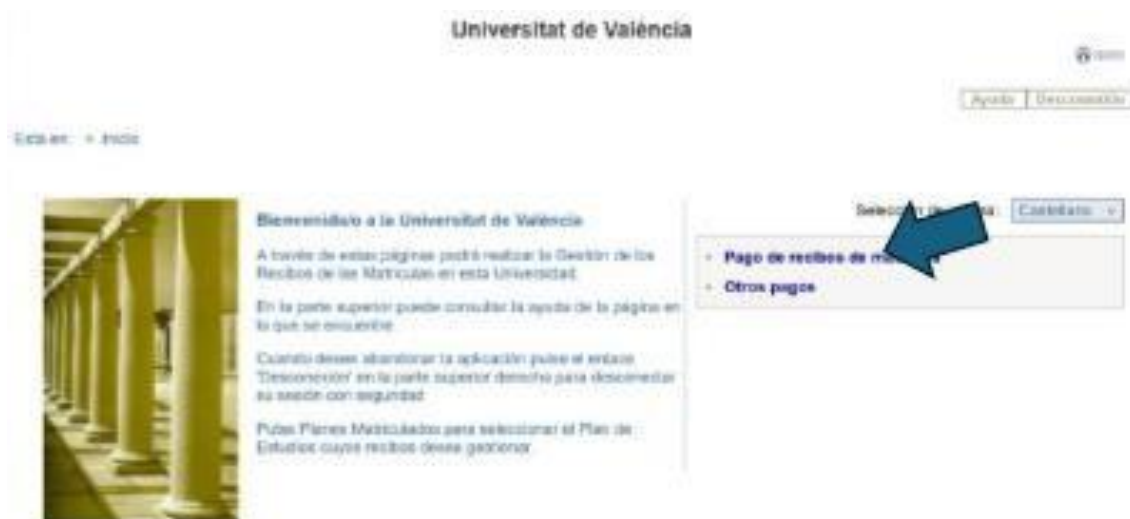 Universitat de València
Ayuda Desconexión
Está en: Inicio
Selección de Castellano
Bienvenido/a a la Universitat de València
A través de estas páginas podrá realizar la Gestión de los
Recibos de las Matrículas en esta Universidad.
En la parte superior puede consultar la ayuda de la página en
la que se encuentre
Cuando desee abandonar la aplicación pulse el enlace
'Desconexión' en la parte superior derecha para desconectar
su sesión con seguridad
Pulse Planes Matriculados para seleccionar el Plan de
Estudios cuyos recibos desea gestionar
Pago de recibos de
Otros pagos